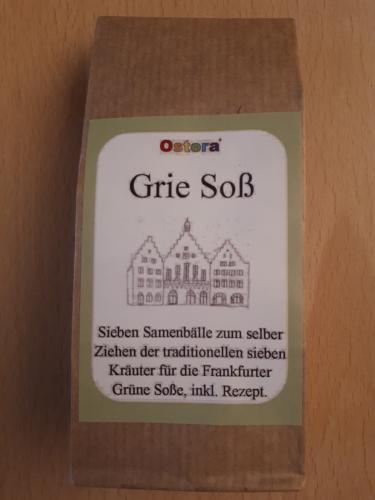 Ostera®
Grie Soß
Sieben Samenbälle zum selber
Ziehen der traditionellen sieben
Kräuter für die Frankfurter
Grüne Soße, inkl. Rezept.